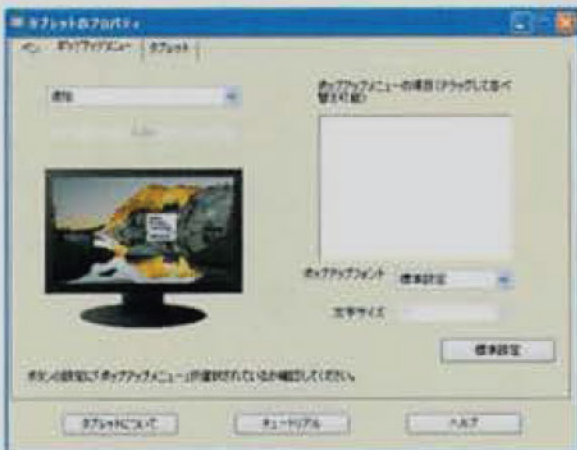 タブレットのプロパティ
ペン ポップアップメニュー タブレット
追加
ポップアップメニューの項目(ドラッグして並べ
替え可能)
ポップアップフォント 標準設定
文字サイズ
標準設定
ボタンの設定に「ポップアップメニュー」が選択されているか確認してください。
タブレットについて チュートリアル ヘルプ